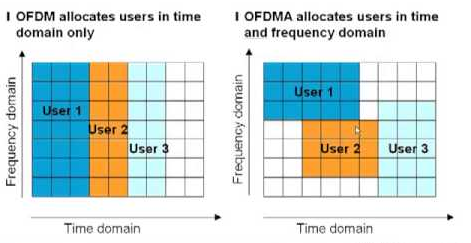 I OFDM allocates users in time
domain only
Frequency domain
User 1
User 2
User 3
Time domain
I OFDMA allocates users in time
and frequency domain
Frequency domain
User 1
User 2
User 3
Time domain